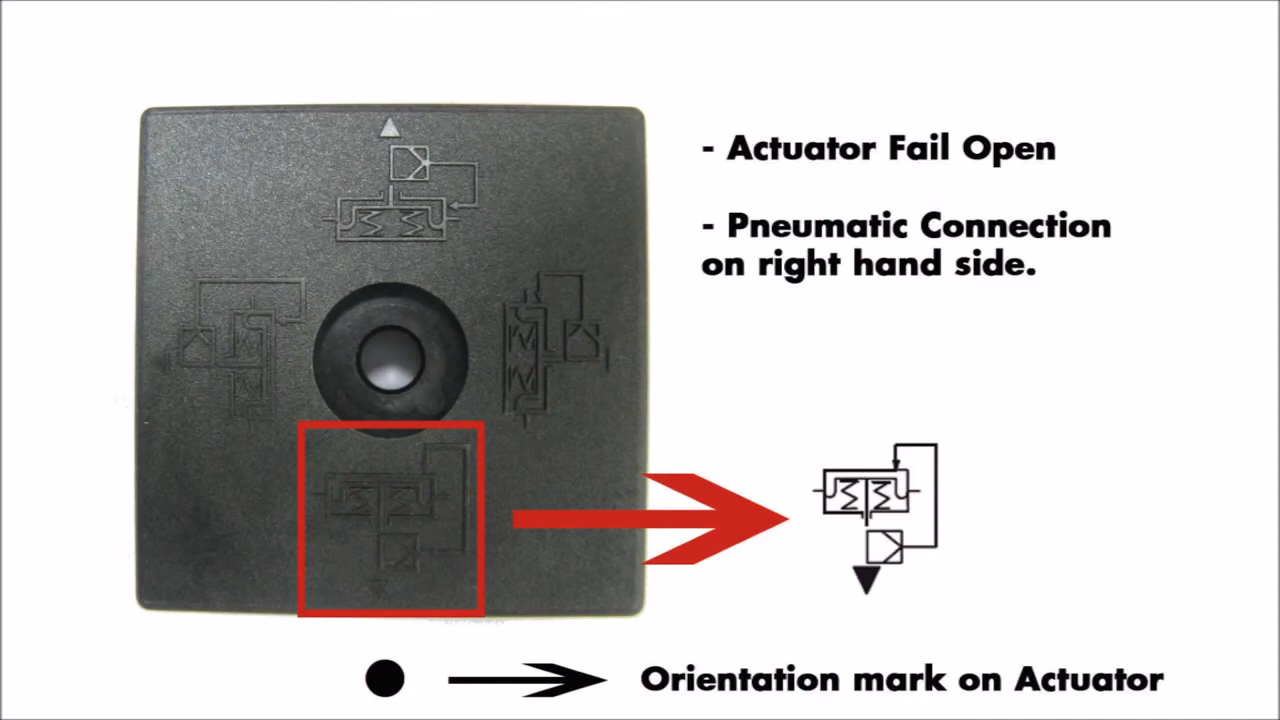 - Actuator Fail Open
- Pneumatic Connection
on right hand side.
Orientation mark on Actuator